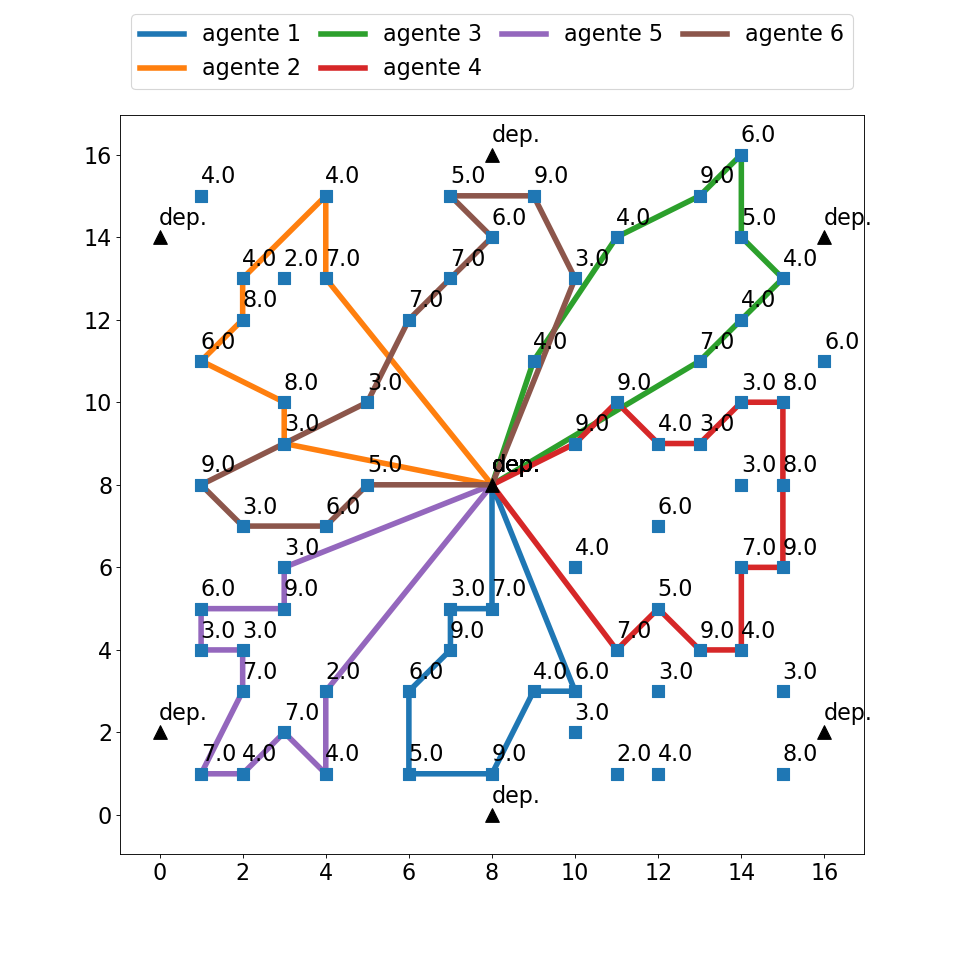 agente 1 agente 3 agente 5 agente 6
agente 2 agente 4
6.0
16 dep.
4.0 4.0 5.0 9.0 9.0
dep. 6.0 4.0 5.0 dep.
14
4.0 2.0 7.0 7.0 3.0 4.0
8.0 7.0 4.0
12
6.0 4.0 7.0 6.0
8.0 3.0 9.0 3.0 8.0
10
3.0 9.0 4.0 3.0
9.0 5.0 dep. 3.0 8.0
8
3.0 6.0 6.0
3.0 4.0 7.0 9.0
6
6.0 9.0 3.0 7.0 5.0
3.0 3.0 9.0 7.0 9.0 4.0
4
7.0 2.0 6.0 4.0 6.0 3.0 3.0
dep. 7.0 3.0 dep.
2
7.0 4.0 4.0 5.0 9.0 2.0 4.0 8.0
dep.
0
0 2 4 6 8 10 12 14 16